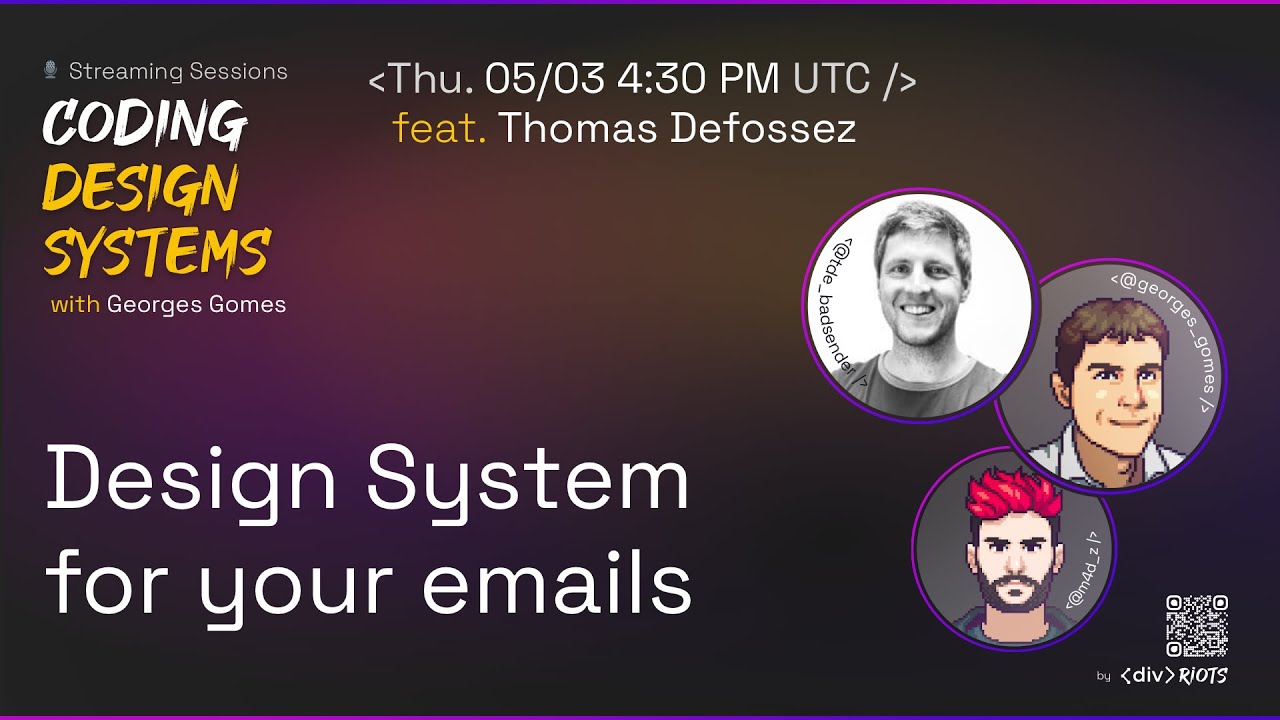 Streaming Sessions
CODING
DESIGN
SYSTEMS
with Georges Gomes
<Thu. 05/03 4:30 PM UTC />
feat. Thomas Defossez
<@tde_badsender />
<@georges_gomes />
<@m4d_z />
Design System
for your emails
by <div> RIOTS